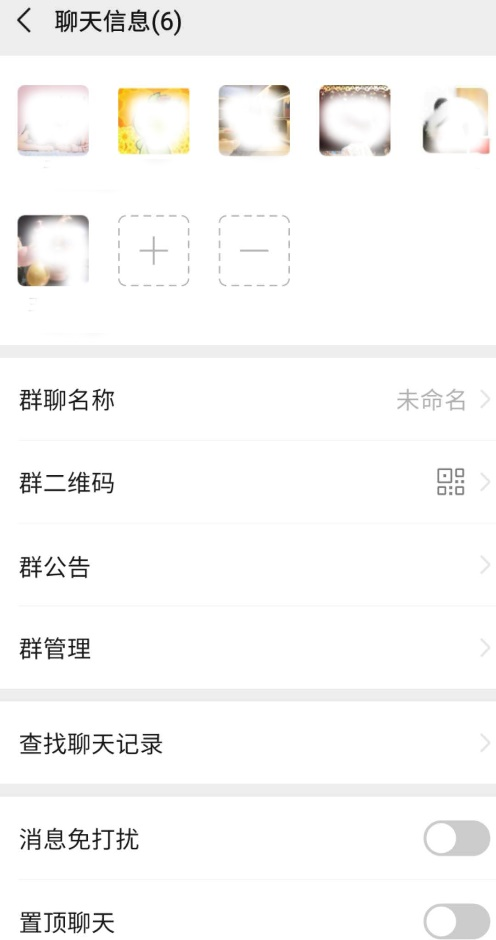 聊天信息(6)
群聊名称
未命名
群二维码
群公告
群管理
查找聊天记录
消息免打扰
置顶聊天